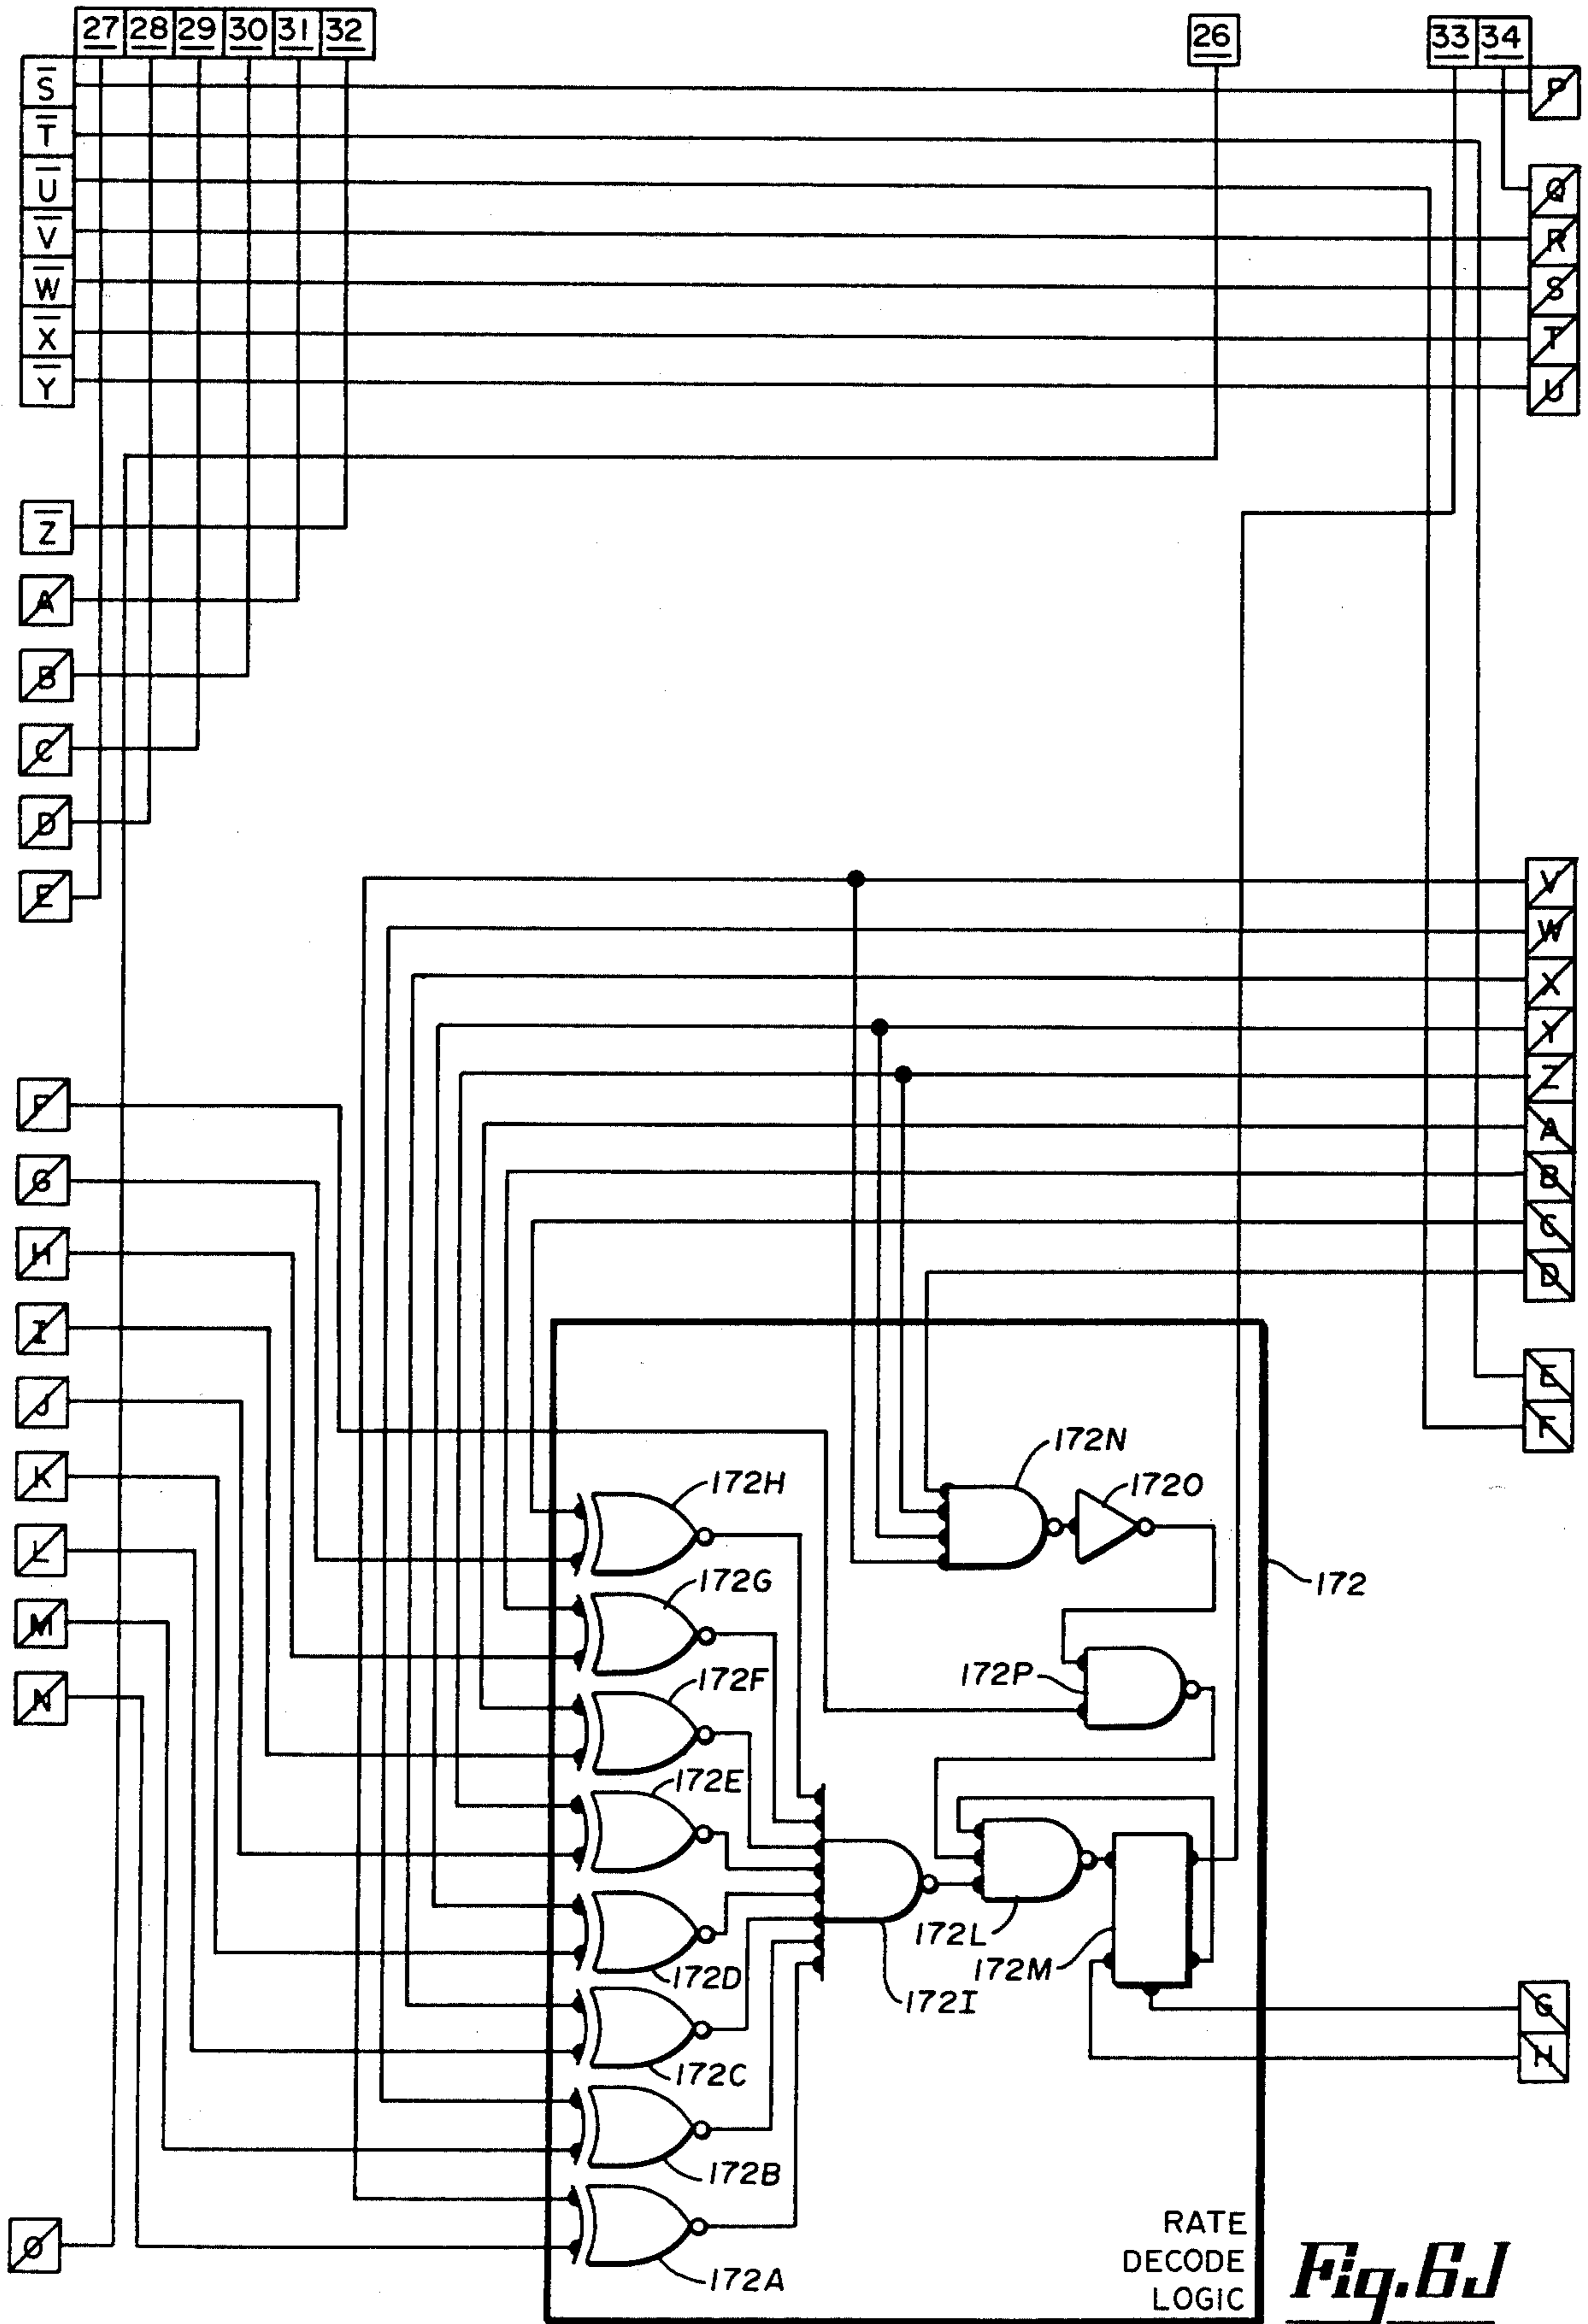 27 28 29 30 31 32 26 33 34
S̅ P
T̅
U̅ Q
V̅ R
W̅ S
X̅ T
Y̅ U
Z̅
A
B
C
D
E V
W
X
Y
Z
F A
G B
H C
D
I E
J F
172N
K 172H 172O
L 172G 172
M
N 172F 172P
172E
172L
172D 172M
172I G
172C H
172B
O RATE
DECODE
172A LOGIC
Fig. 6J